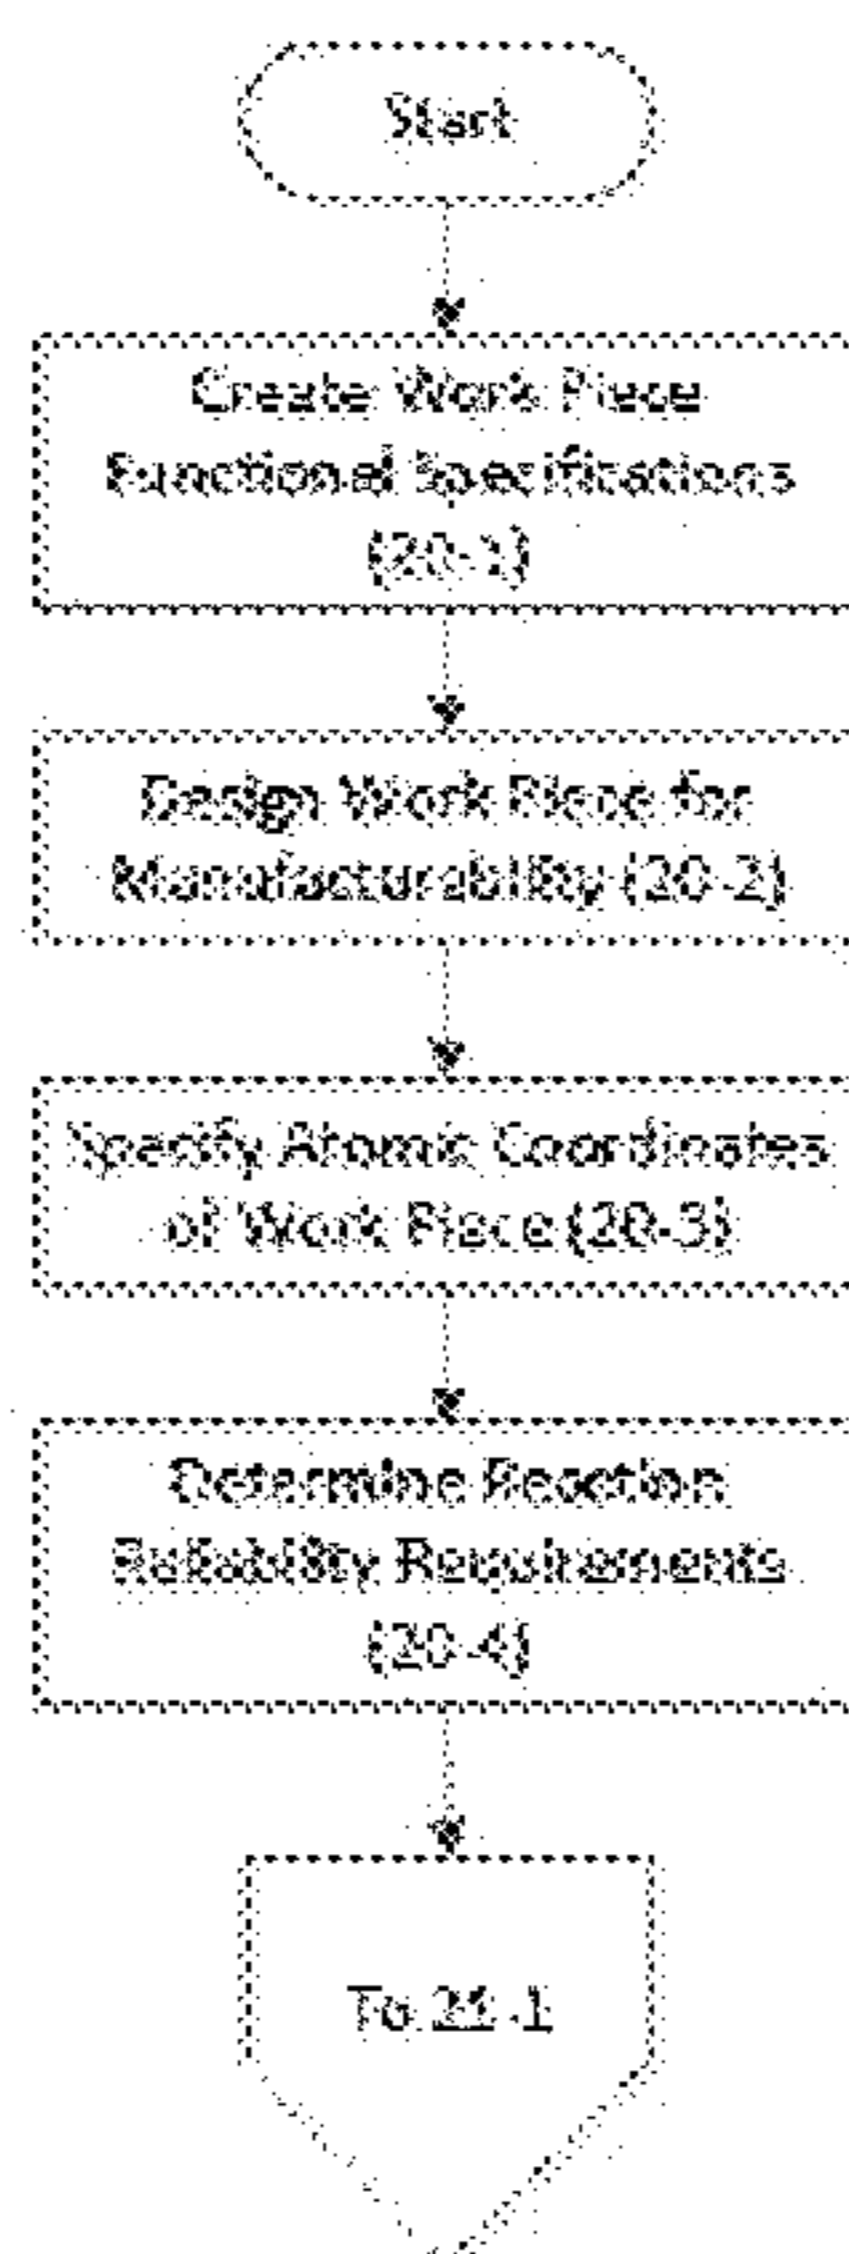 Start
Create Work Piece
Functional Specifications
(20-1)
Design Work Piece for
Manufacturability (20-2)
Specify Atomic Coordinates
of Work Piece (20-3)
Determine Reaction
Reliability Requirements
(20-4)
To 21-1